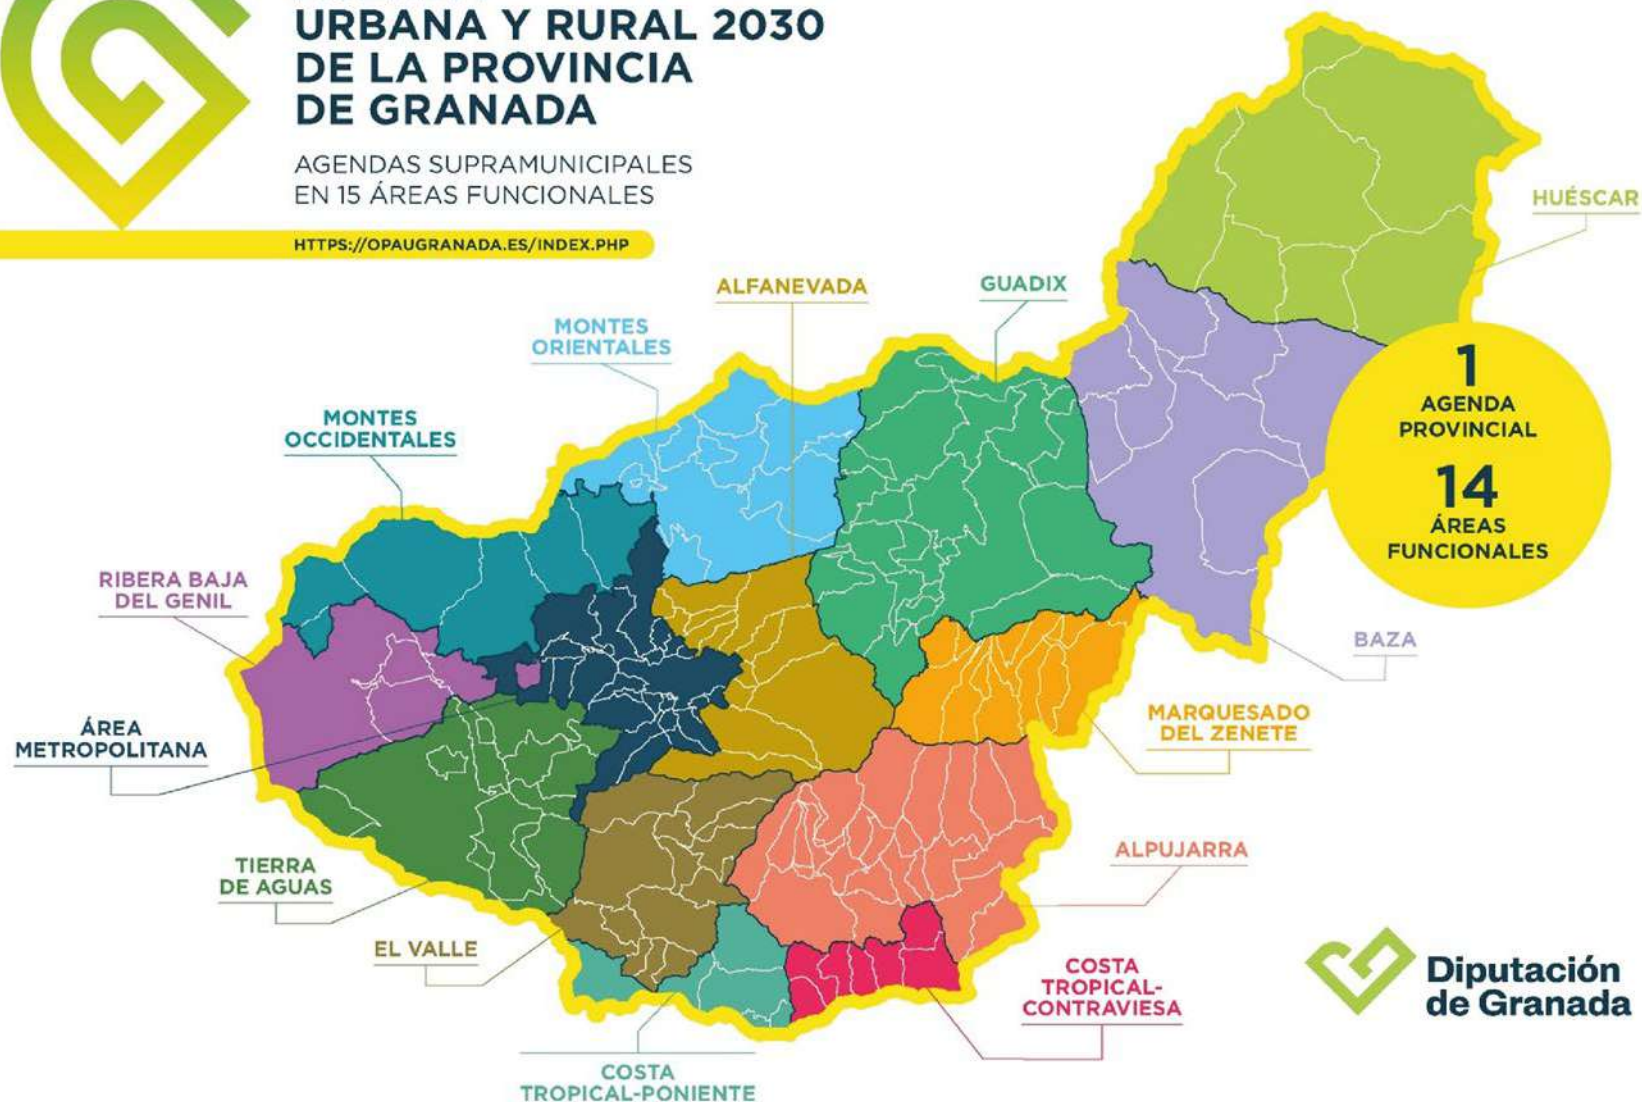 URBANA Y RURAL 2030
DE LA PROVINCIA
DE GRANADA
AGENDAS SUPRAMUNICIPALES
EN 15 ÁREAS FUNCIONALES
HTTPS://OPAUGRANADA.ES/INDEX.PHP
HUÉSCAR
ALFANEVADA
GUADIX
MONTES
ORIENTALES
MONTES
OCCIDENTALES
1
AGENDA
PROVINCIAL
14
ÁREAS
FUNCIONALES
RIBERA BAJA
DEL GENIL
BAZA
ÁREA
METROPOLITANA
MARQUESADO
DEL ZENETE
TIERRA
DE AGUAS
ALPUJARRA
EL VALLE
COSTA
TROPICAL-
CONTRAVIESA
Diputación
de Granada
COSTA
TROPICAL-PONIENTE